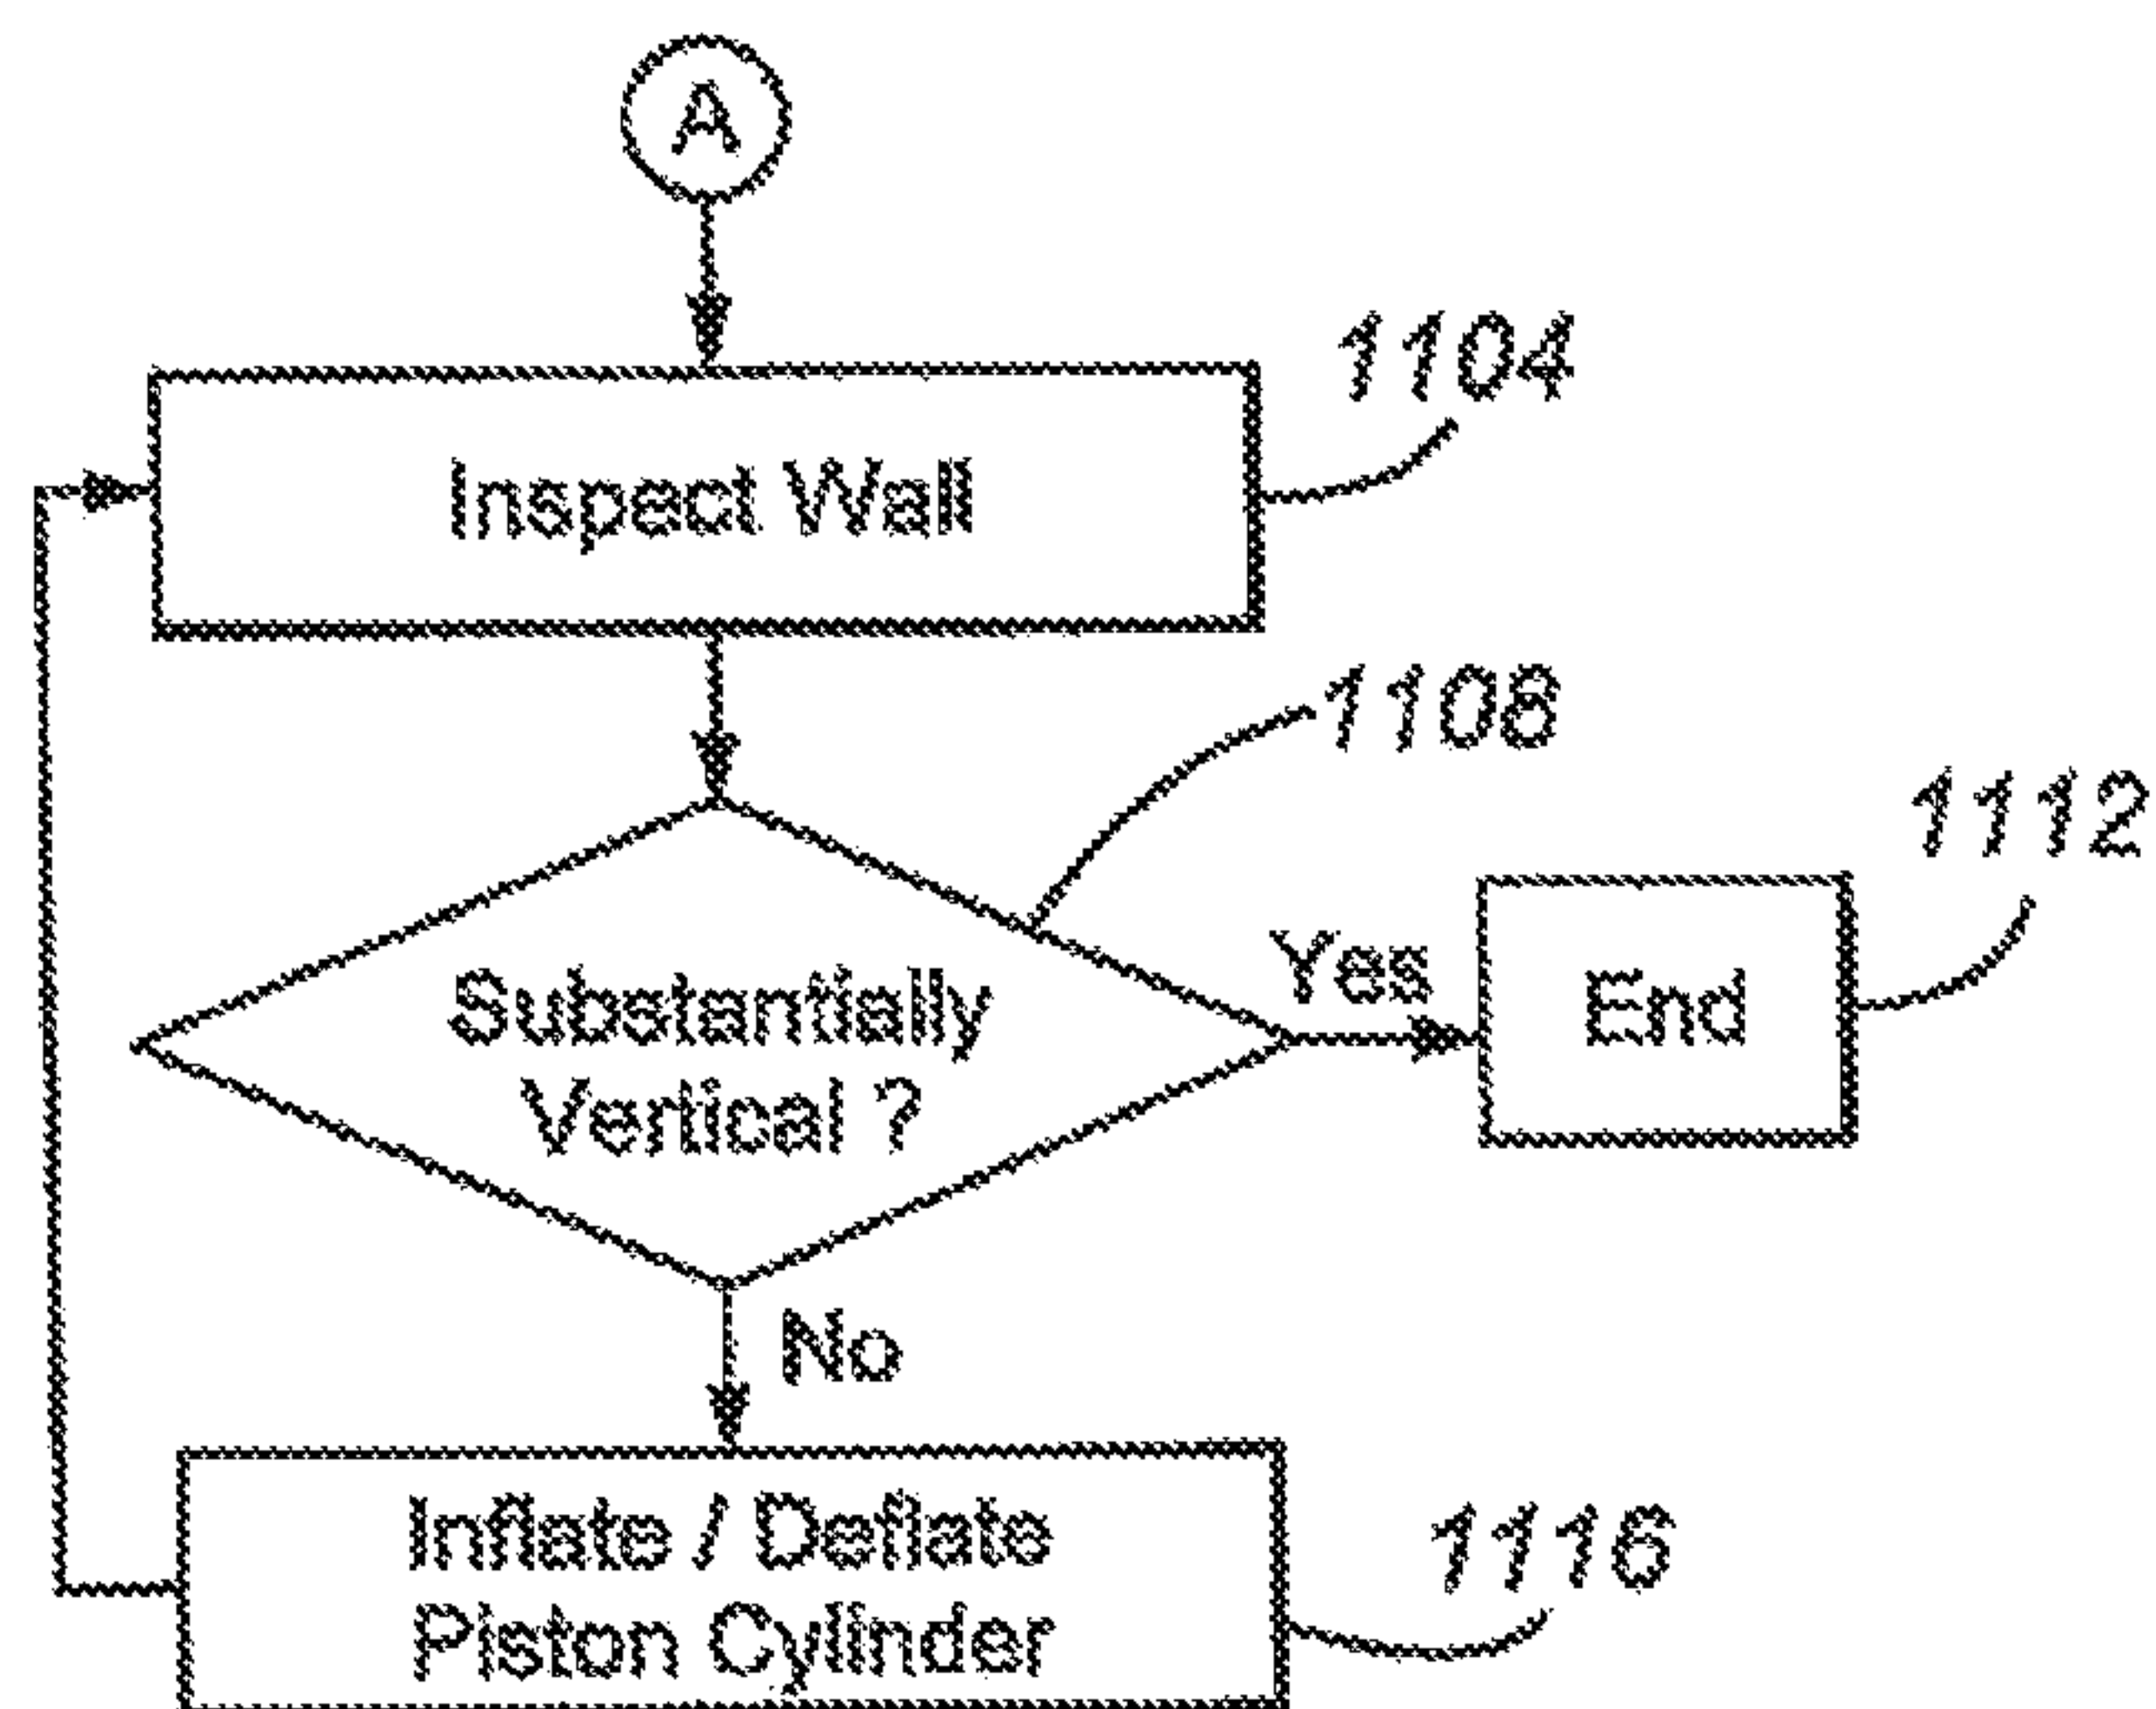 A
1104
Inspect Wall
1108
1112
Substantially
Vertical ?
Yes
End
No
Inflate / Deflate
Piston Cylinder
1116